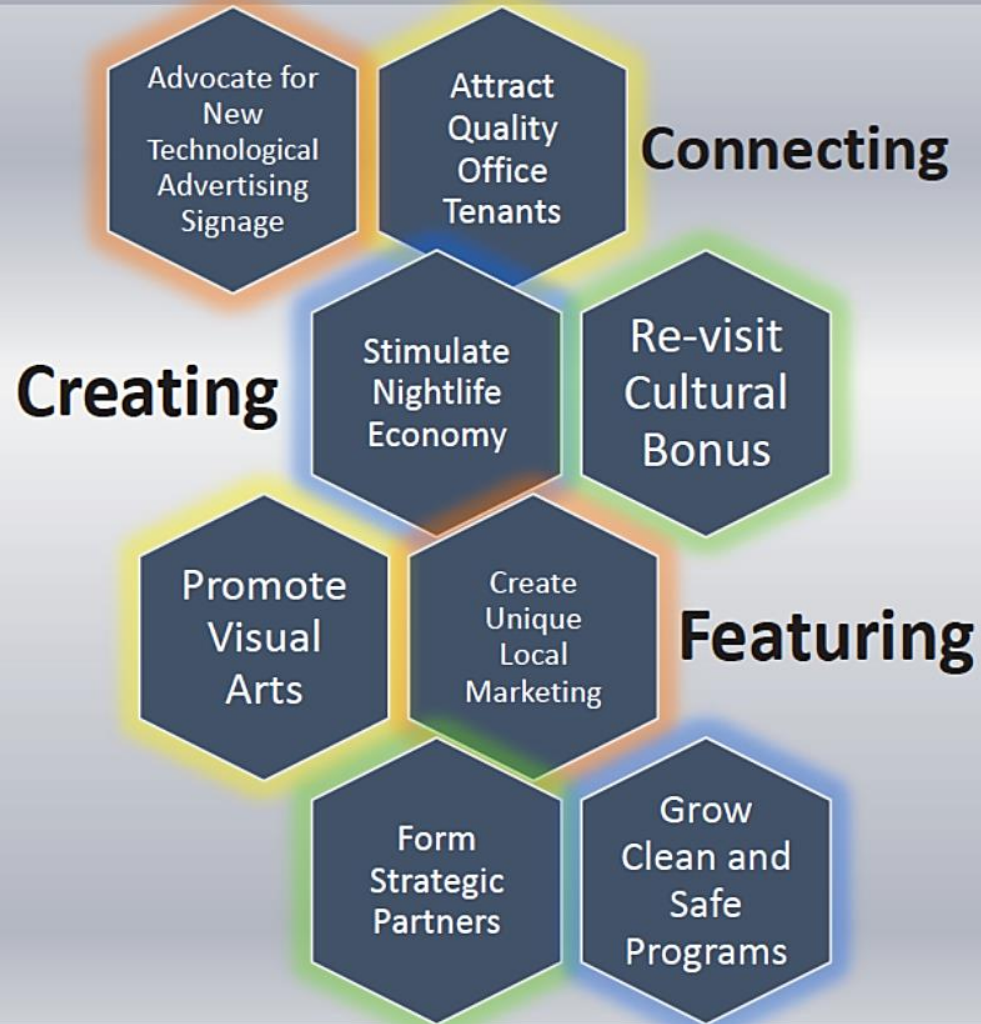 Advocate for
New
Technological
Advertising
Signage
Attract
Quality
Office
Tenants
Connecting
Creating
Stimulate
Nightlife
Economy
Re-visit
Cultural
Bonus
Promote
Visual
Arts
Create
Unique
Local
Marketing
Featuring
Form
Strategic
Partners
Grow
Clean and
Safe
Programs